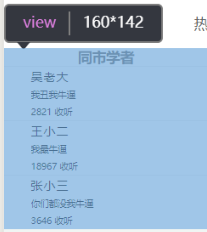 view | 160*142
热
同市学者
吴老大
我丑我牛逼
2821 收听
王小二
我最牛逼
18967 收听
张小三
你们都没我牛逼
3646 收听